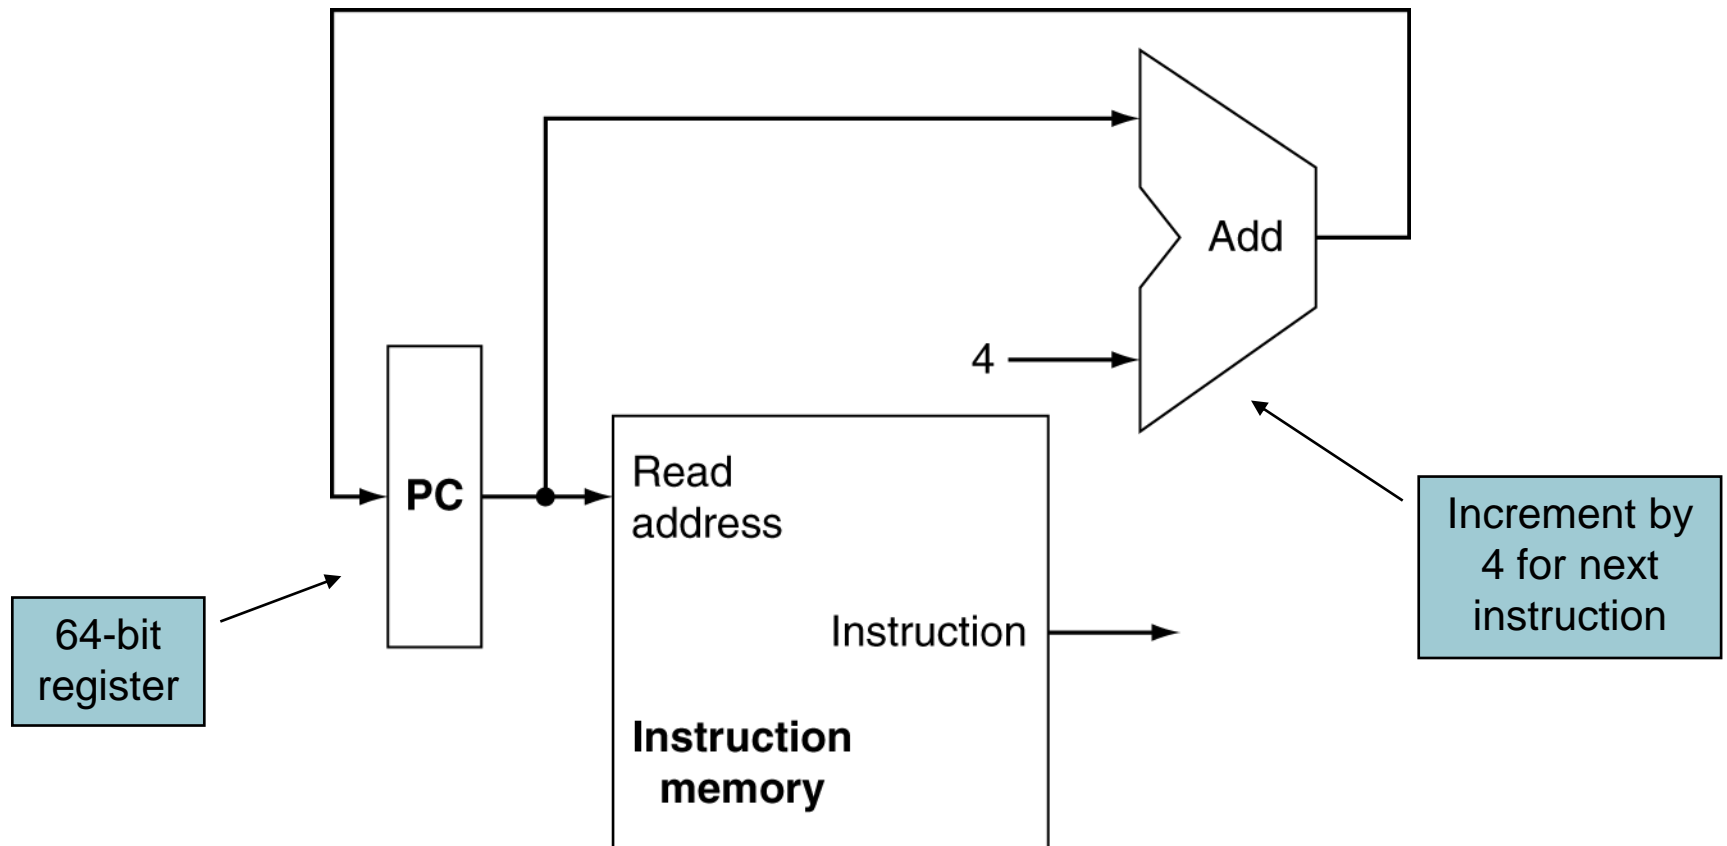 Add
4
PC
Read
address
Instruction
Instruction
memory
64-bit
register
Increment by
4 for next
instruction